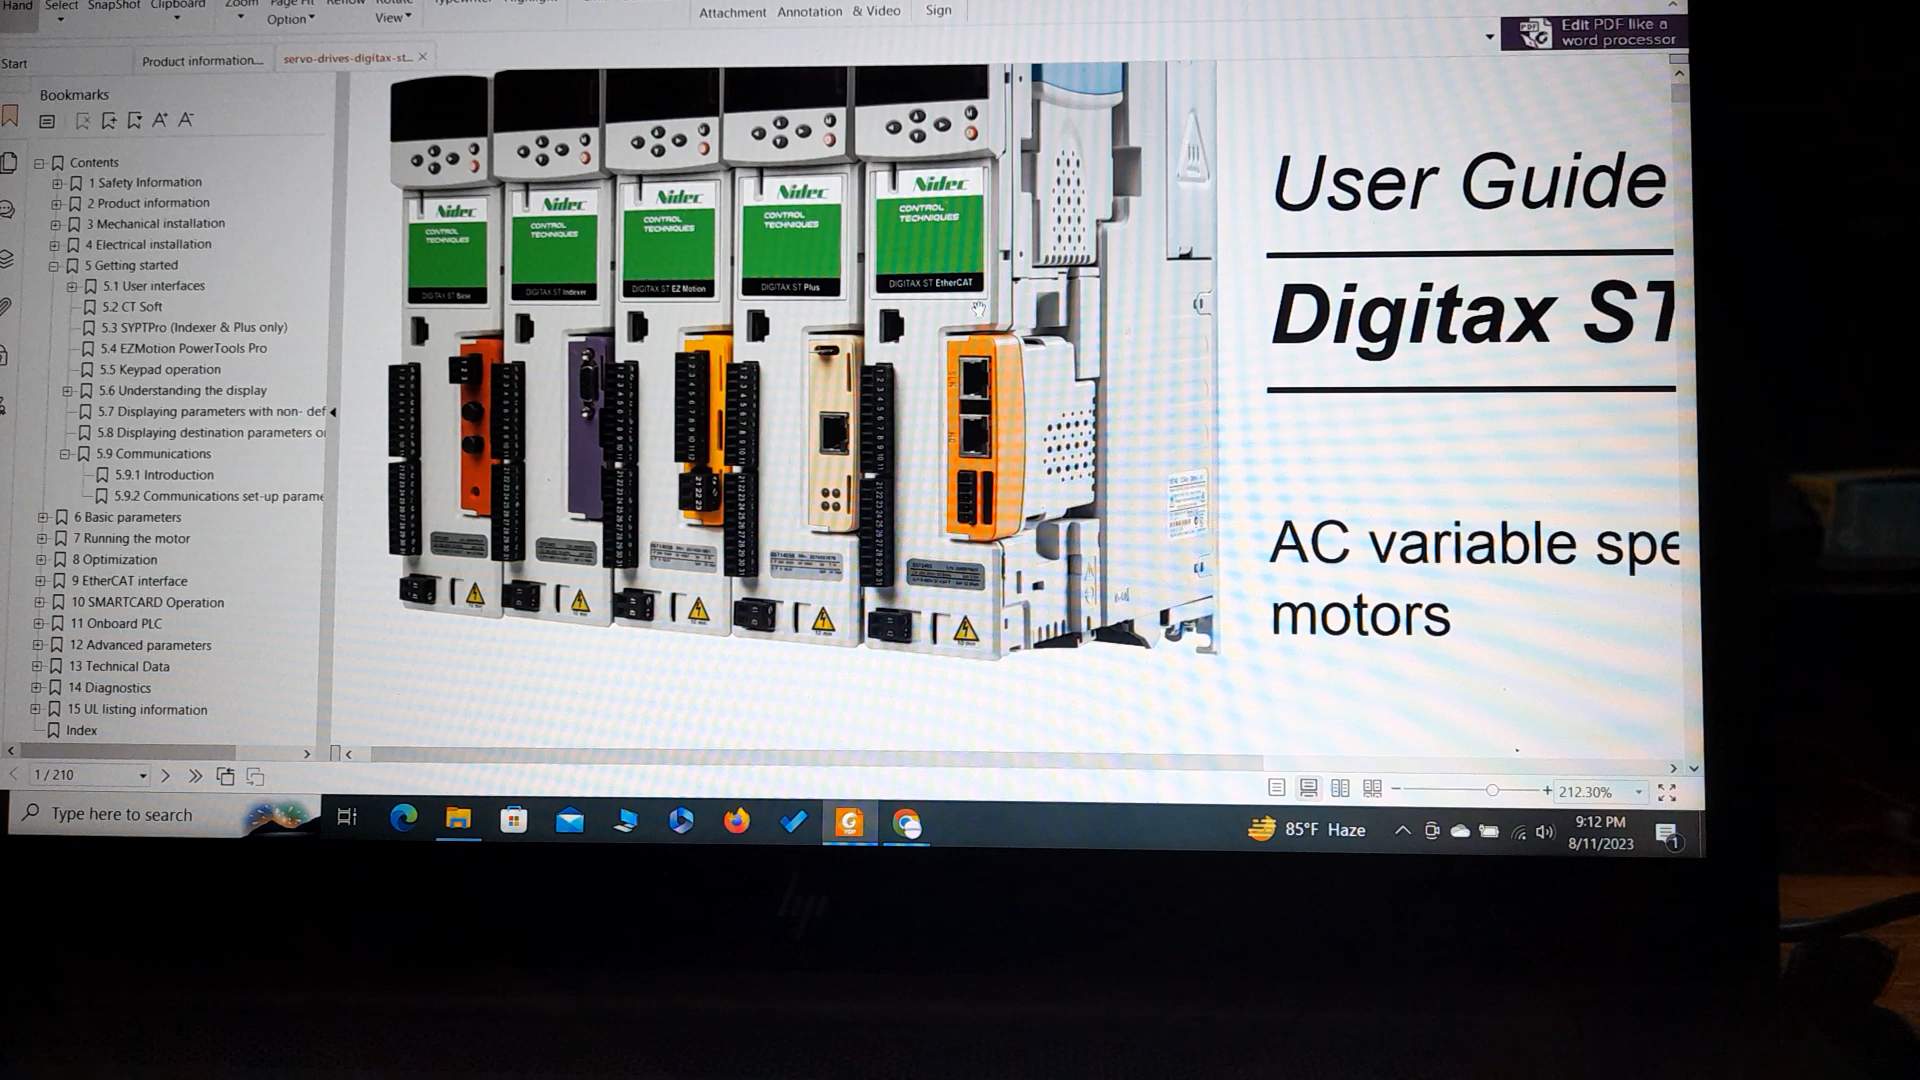 Hand Select SnapShot Clipboard Zoom Page Fit
Option
View
Attachment Annotation & Video Sign
Edit PDF like a
word processor
Start
Product information...
servo-drives-digitax-st...
Bookmarks
Contents
1 Safety Information
2 Product information
3 Mechanical installation
4 Electrical installation
5 Getting started
5.1 User interfaces
5.2 CT Soft
5.3 SYPTPro (Indexer & Plus only)
5.4 EZMotion PowerTools Pro
5.5 Keypad operation
5.6 Understanding the display
5.7 Displaying parameters with non- def
5.8 Displaying destination parameters o
5.9 Communications
5.9.1 Introduction
5.9.2 Communications set-up parame
6 Basic parameters
7 Running the motor
8 Optimization
9 EtherCAT interface
10 SMARTCARD Operation
11 Onboard PLC
12 Advanced parameters
13 Technical Data
14 Diagnostics
15 UL listing information
Index
Nidec
CONTROL
TECHNIQUES
DIGITAX ST Base
Nidec
CONTROL
TECHNIQUES
DIGITAX ST Indexer
Nidec
CONTROL
TECHNIQUES
DIGITAX ST EZ Motion
Nidec
CONTROL
TECHNIQUES
DIGITAX ST Plus
Nidec
CONTROL
TECHNIQUES
DIGITAX ST EtherCAT
User Guide
Digitax ST
AC variable spe
motors
1 / 210
212.30%
Type here to search
85°F Haze
9:12 PM
8/11/2023
1
hp